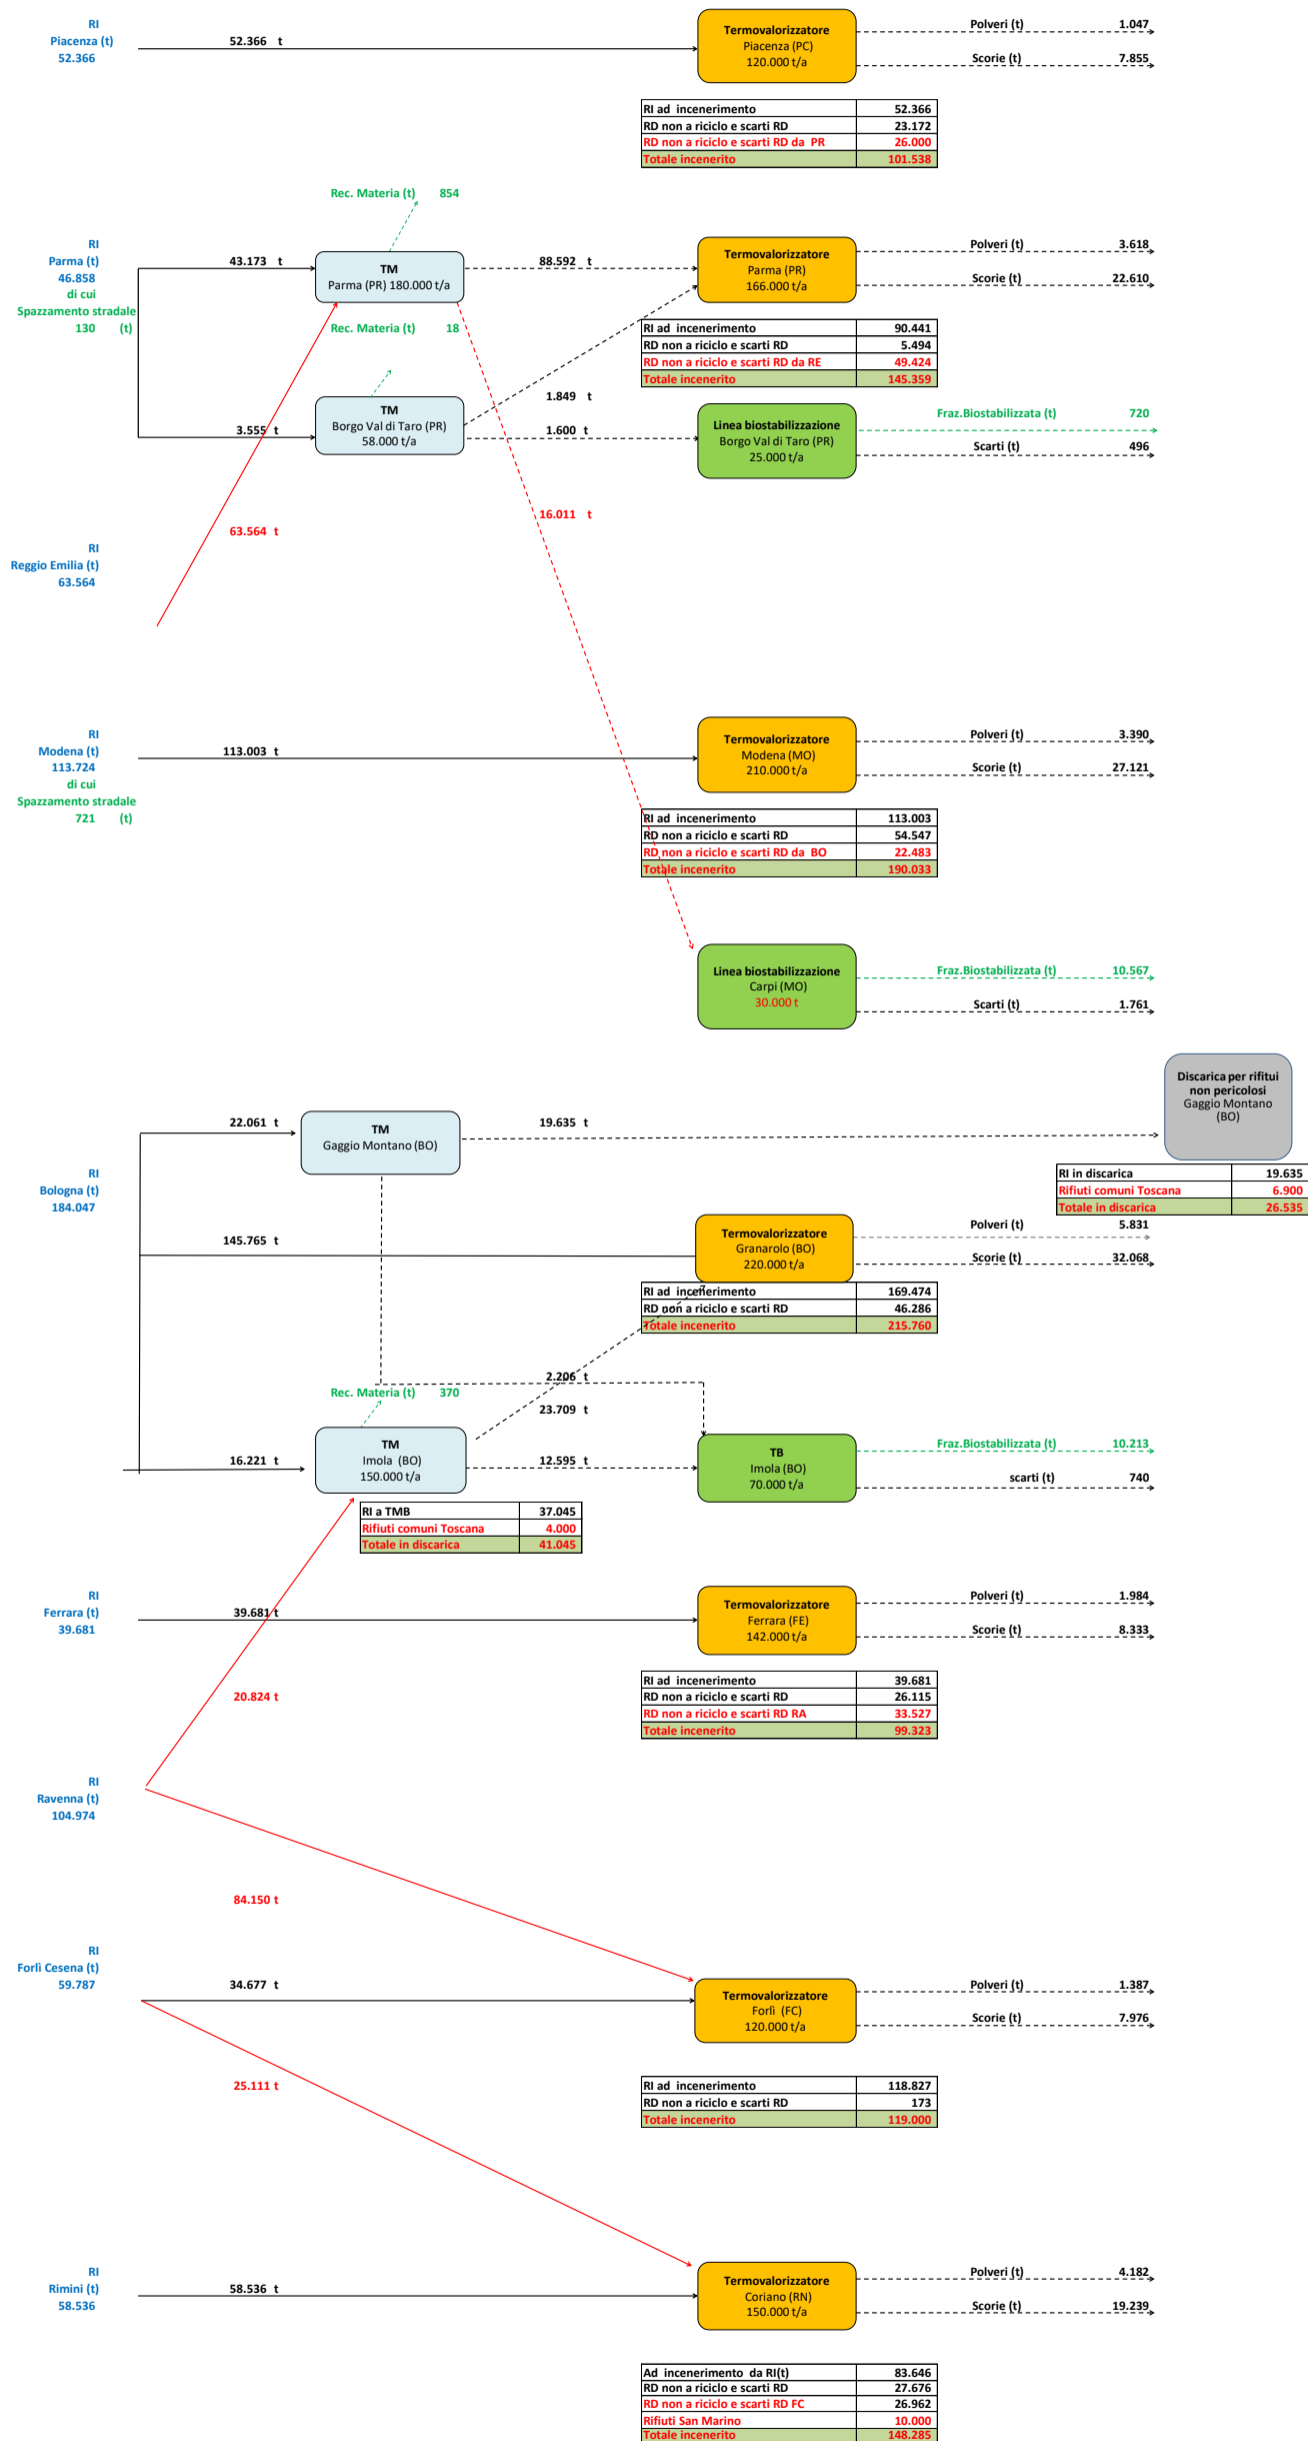 RI
Piacenza (t)
52.366
52.366 t
Termovalorizzatore
Piacenza (PC)
120.000 t/a
Polveri (t) 1.047
Scorie (t) 7.855
RI ad incenerimento 52.366
RD non a riciclo e scarti RD 23.172
RD non a riciclo e scarti RD da PR 26.000
Totale incenerito 101.538
Rec. Materia (t) 854
RI
Parma (t)
46.858
di cui
Spazzamento stradale
130 (t)
43.173 t
TM
Parma (PR) 180.000 t/a
88.592 t
Termovalorizzatore
Parma (PR)
166.000 t/a
Polveri (t) 3.618
Scorie (t) 22.610
Rec. Materia (t) 18
RI ad incenerimento 90.441
RD non a riciclo e scarti RD 5.494
RD non a riciclo e scarti RD da RE 49.424
Totale incenerito 145.359
3.555 t
TM
Borgo Val di Taro (PR)
58.000 t/a
1.849 t
1.600 t
Linea biostabilizzazione
Borgo Val di Taro (PR)
25.000 t/a
Fraz.Biostabilizzata (t) 720
Scarti (t) 496
16.011 t
63.564 t
RI
Reggio Emilia (t)
63.564
RI
Modena (t)
113.724
di cui
Spazzamento stradale
721 (t)
113.003 t
Termovalorizzatore
Modena (MO)
210.000 t/a
Polveri (t) 3.390
Scorie (t) 27.121
RI ad incenerimento 113.003
RD non a riciclo e scarti RD 54.547
RD non a riciclo e scarti RD da BO 22.483
Totale incenerito 190.033
Linea biostabilizzazione
Carpi (MO)
30.000 t
Fraz.Biostabilizzata (t) 10.567
Scarti (t) 1.761
Discarica per rifitui
non pericolosi
Gaggio Montano
(BO)
22.061 t
TM
Gaggio Montano (BO)
19.635 t
RI
Bologna (t)
184.047
RI in discarica 19.635
Rifiuti comuni Toscana 6.900
Totale in discarica 26.535
145.765 t
Termovalorizzatore
Granarolo (BO)
220.000 t/a
Polveri (t) 5.831
Scorie (t) 32.068
RI ad incenerimento 169.474
RD non a riciclo e scarti RD 46.286
Totale incenerito 215.760
2.206 t
Rec. Materia (t) 370
23.709 t
16.221 t
TM
Imola (BO)
150.000 t/a
12.595 t
TB
Imola (BO)
70.000 t/a
Fraz.Biostabilizzata (t) 10.213
scarti (t) 740
RI a TMB 37.045
Rifiuti comuni Toscana 4.000
Totale in discarica 41.045
RI
Ferrara (t)
39.681
39.681 t
Termovalorizzatore
Ferrara (FE)
142.000 t/a
Polveri (t) 1.984
Scorie (t) 8.333
RI ad incenerimento 39.681
RD non a riciclo e scarti RD 26.115
RD non a riciclo e scarti RD RA 33.527
Totale incenerito 99.323
20.824 t
RI
Ravenna (t)
104.974
84.150 t
RI
Forlì Cesena (t)
59.787
34.677 t
Termovalorizzatore
Forlì (FC)
120.000 t/a
Polveri (t) 1.387
Scorie (t) 7.976
25.111 t
RI ad incenerimento 118.827
RD non a riciclo e scarti RD 173
Totale incenerito 119.000
RI
Rimini (t)
58.536
58.536 t
Termovalorizzatore
Coriano (RN)
150.000 t/a
Polveri (t) 4.182
Scorie (t) 19.239
Ad incenerimento da RI(t) 83.646
RD non a riciclo e scarti RD 27.676
RD non a riciclo e scarti RD FC 26.962
Rifiuti San Marino 10.000
Totale incenerito 148.285